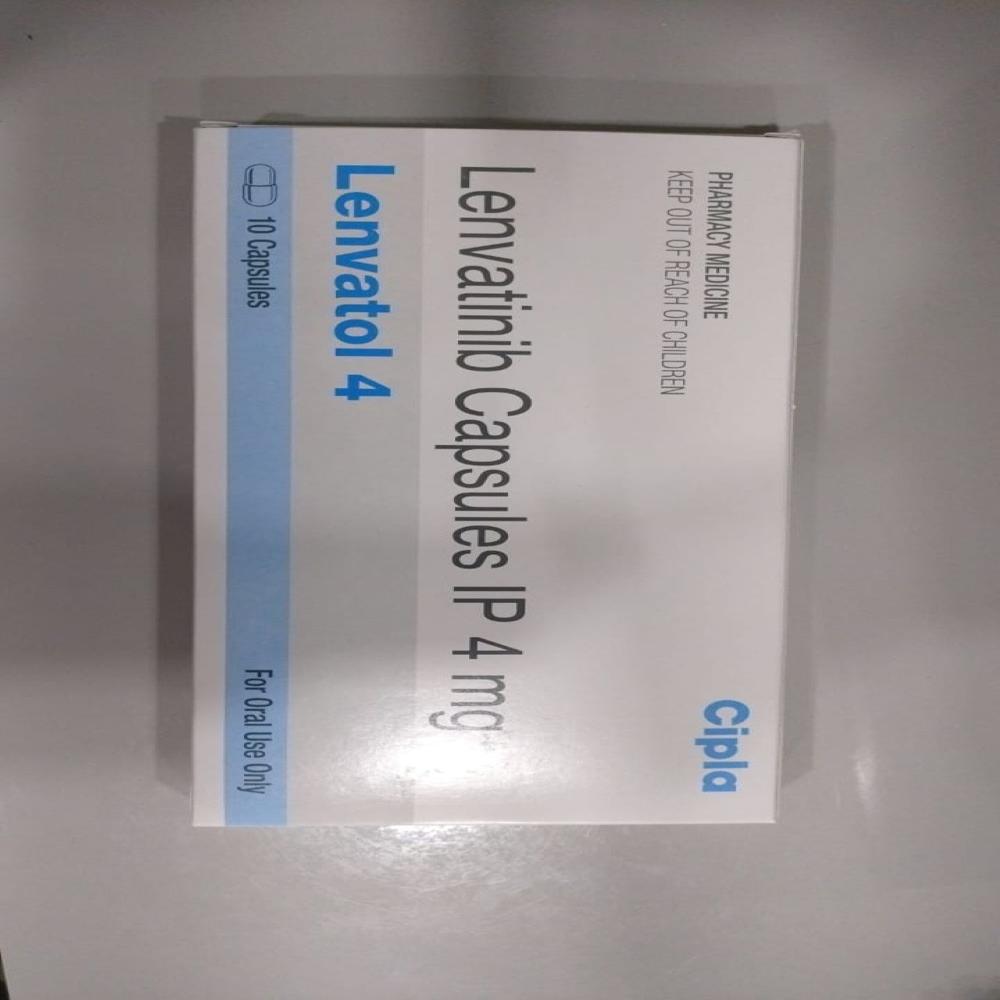 PHARMACY MEDICINE
KEEP OUT OF REACH OF CHILDREN
Cipla
Lenvatinib Capsules IP 4 mg
Lenvatol 4
10 Capsules
For Oral Use Only